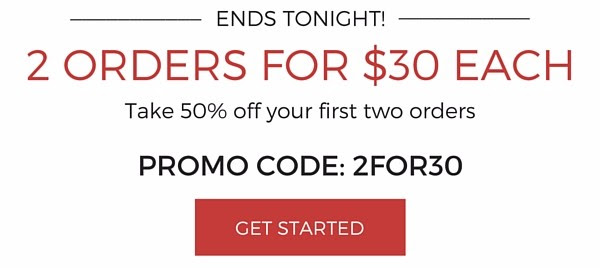 ENDS TONIGHT!
2 ORDERS FOR $30 EACH
Take 50% off your first two orders
PROMO CODE: 2FOR30
GET STARTED